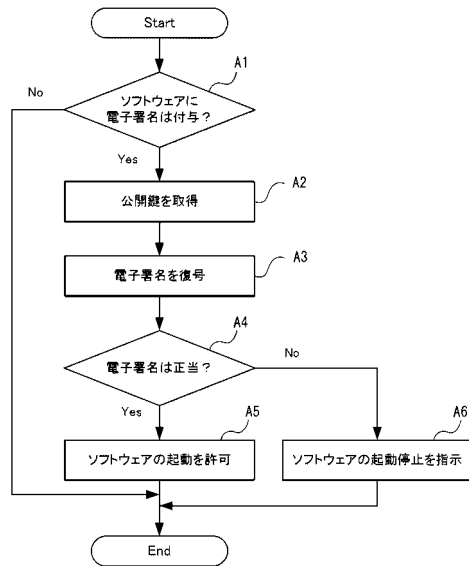 Start
A1
No
ソフトウェアに
電子署名は付与?
Yes
A2
公開鍵を取得
A3
電子署名を復号
A4
電子署名は正当?
No
Yes
A5
ソフトウェアの起動を許可
A6
ソフトウェアの起動停止を指示
End